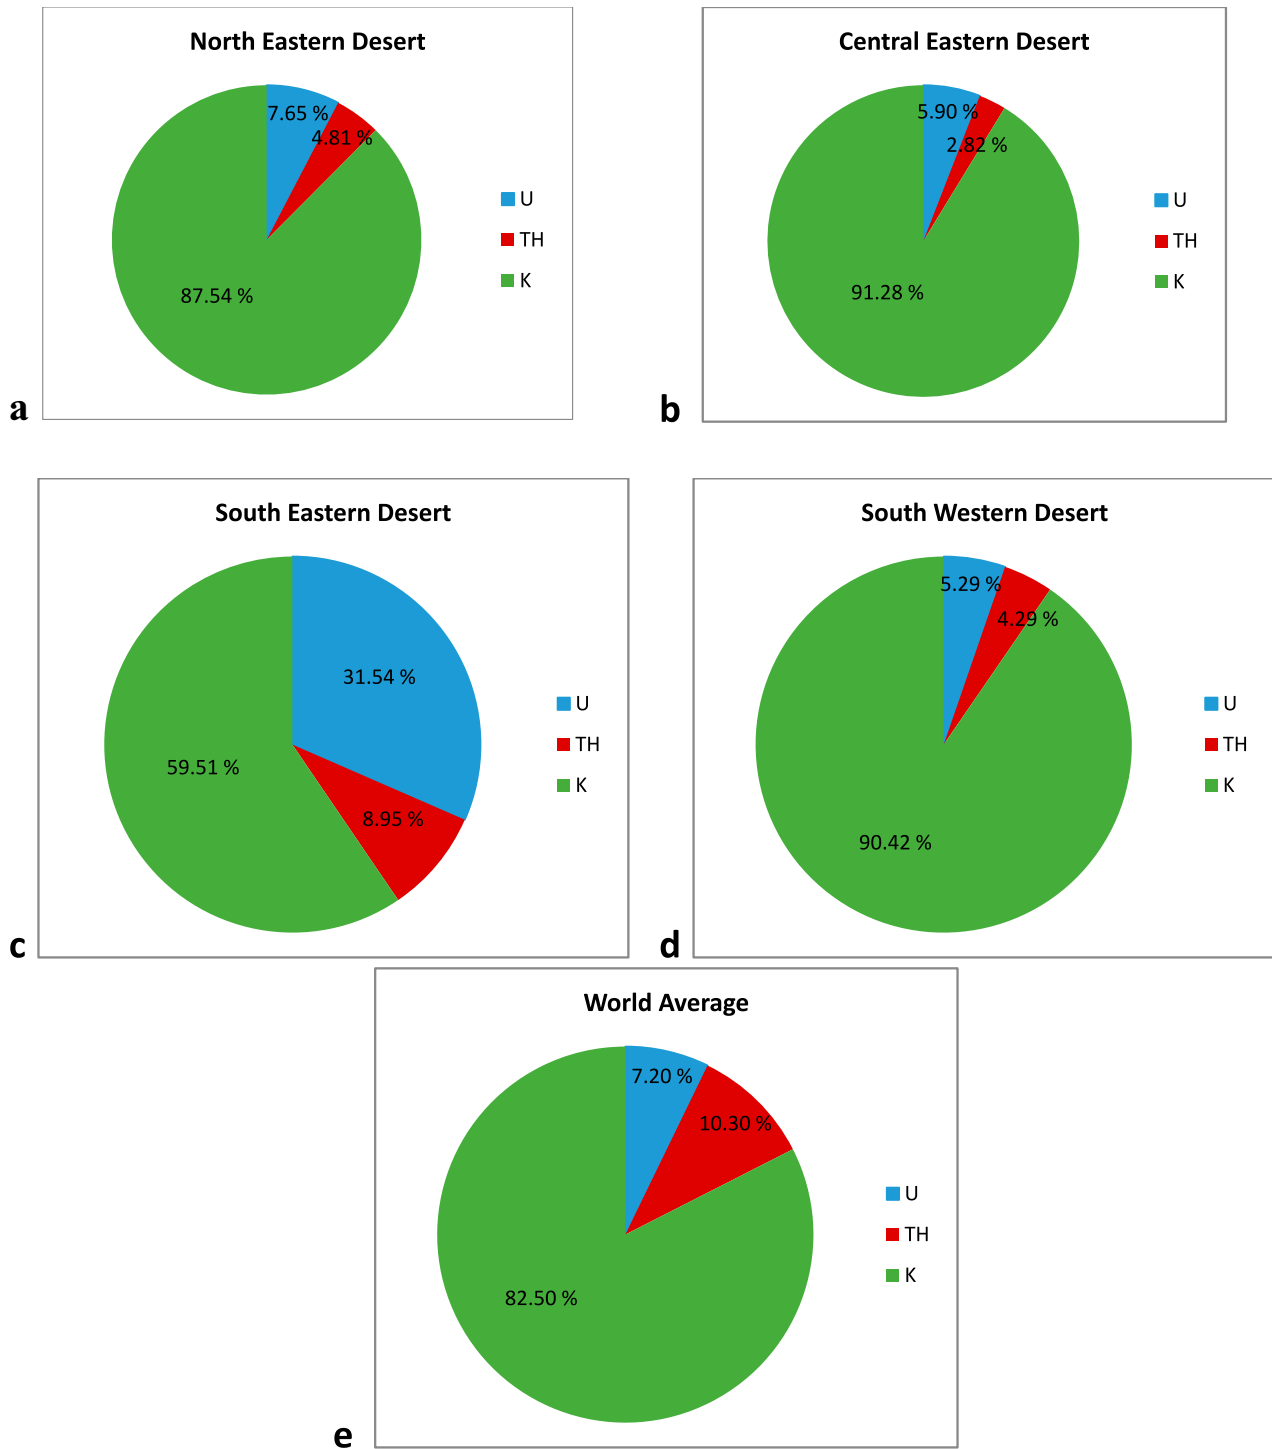 North Eastern Desert
7.65 %
4.81 %
87.54 %
U
TH
K
a
Central Eastern Desert
5.90 %
2.82 %
91.28 %
U
TH
K
b
South Eastern Desert
31.54 %
8.95 %
59.51 %
U
TH
K
c
South Western Desert
5.29 %
4.29 %
90.42 %
U
TH
K
d
World Average
7.20 %
10.30 %
82.50 %
U
TH
K
e